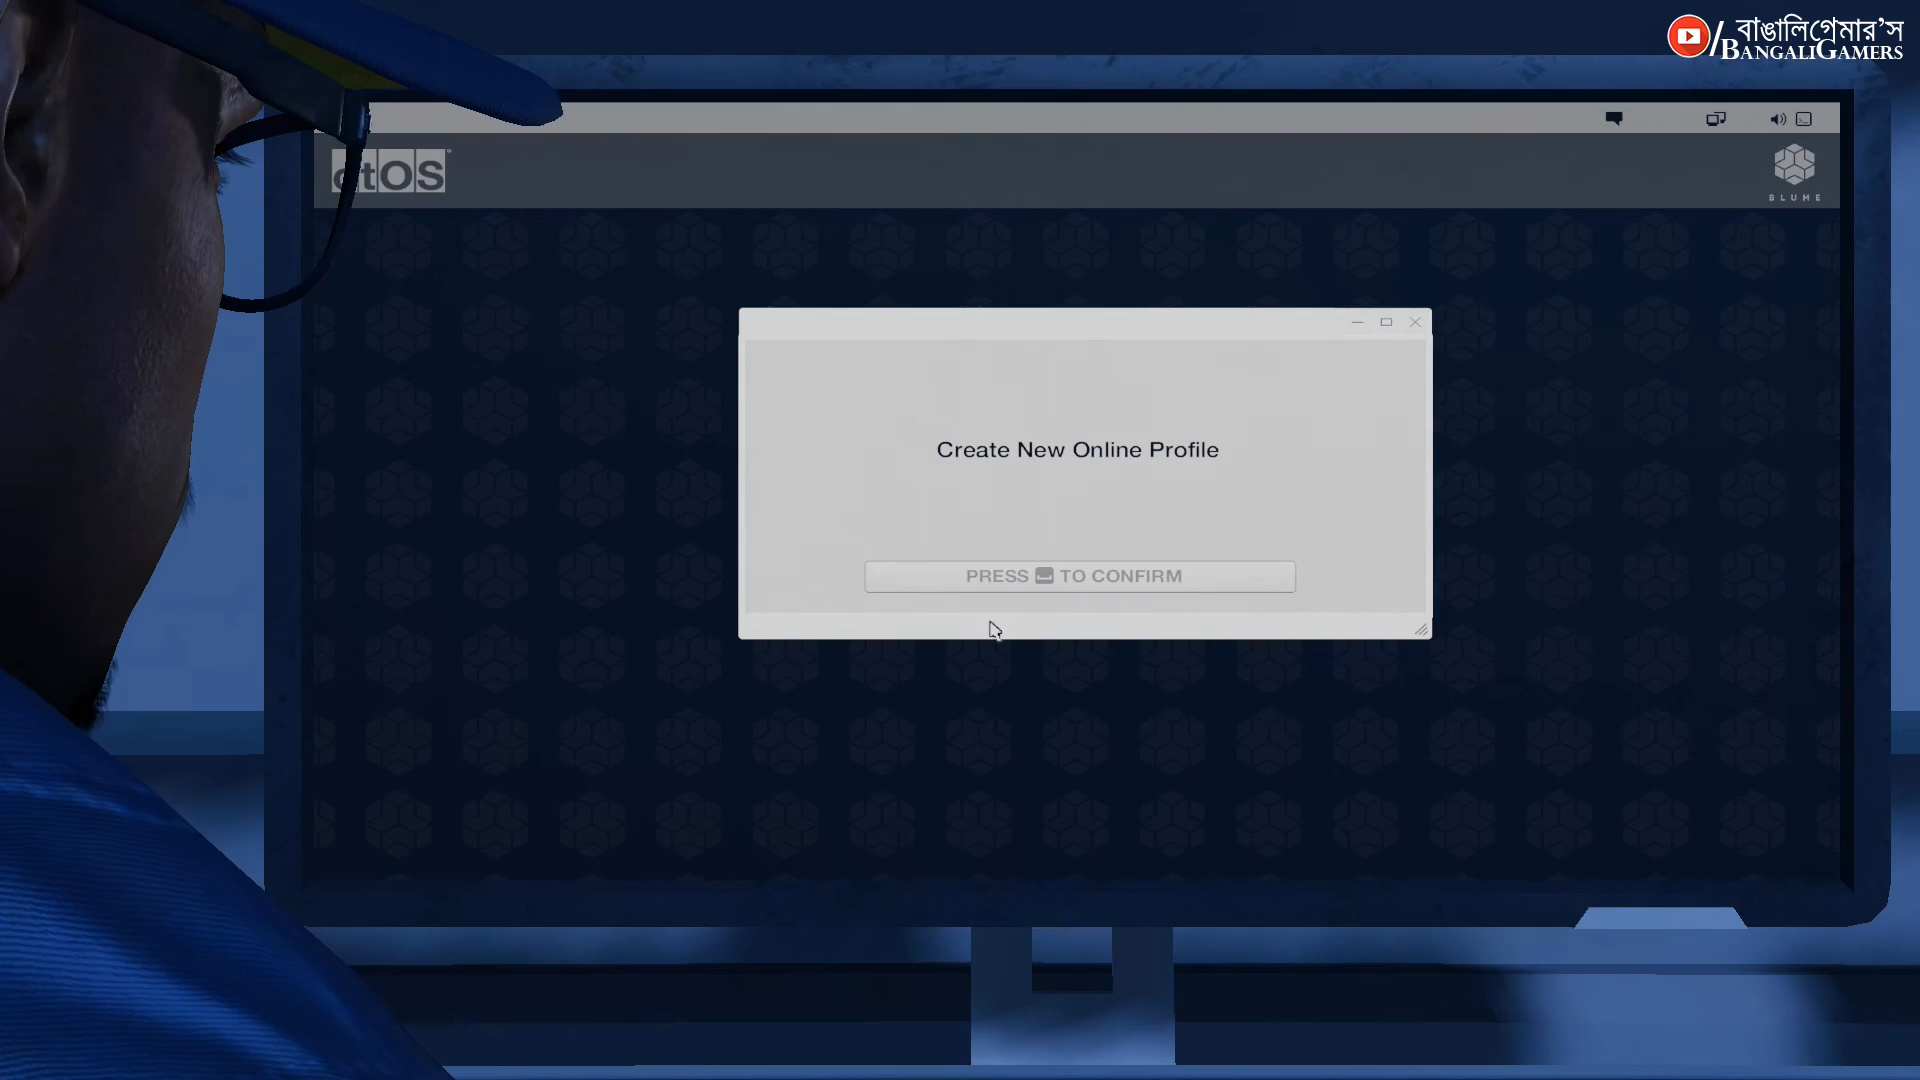 বাঙালিগেমার'স
/BANGALIGAMERS
ctOS
BLUME
Create New Online Profile
PRESS TO CONFIRM